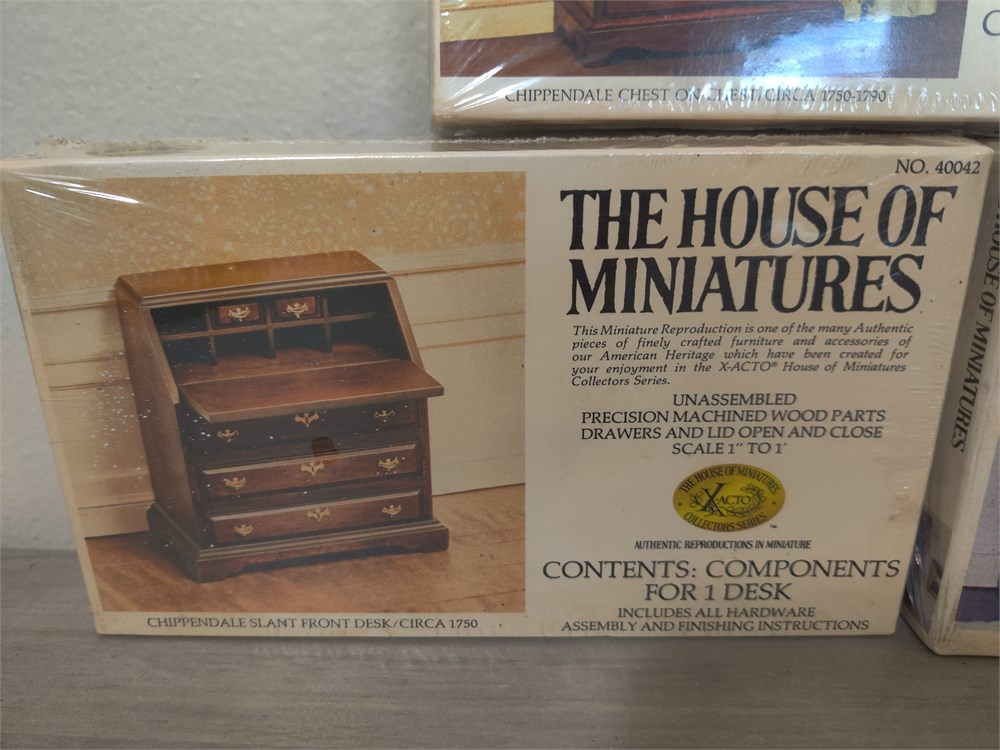 CHIPPENDALE CHEST ON CHEST/CIRCA 1750-1790
C
NO. 40042
THE HOUSE OF
MINIATURES
This Miniature Reproduction is one of the many Authentic
pieces of finely crafted furniture and accessories of
our American Heritage which have been created for
your enjoyment in the X-ACTO® House of Miniatures
Collectors Series.
UNASSEMBLED
PRECISION MACHINED WOOD PARTS
DRAWERS AND LID OPEN AND CLOSE
SCALE 1" TO 1'
THE HOUSE OF MINIATURES
X-ACTO
COLLECTORS SERIES
™
AUTHENTIC REPRODUCTIONS IN MINIATURE
CONTENTS: COMPONENTS
FOR 1 DESK
INCLUDES ALL HARDWARE
ASSEMBLY AND FINISHING INSTRUCTIONS
CHIPPENDALE SLANT FRONT DESK/CIRCA 1750
HOUSE OF MINIATURES